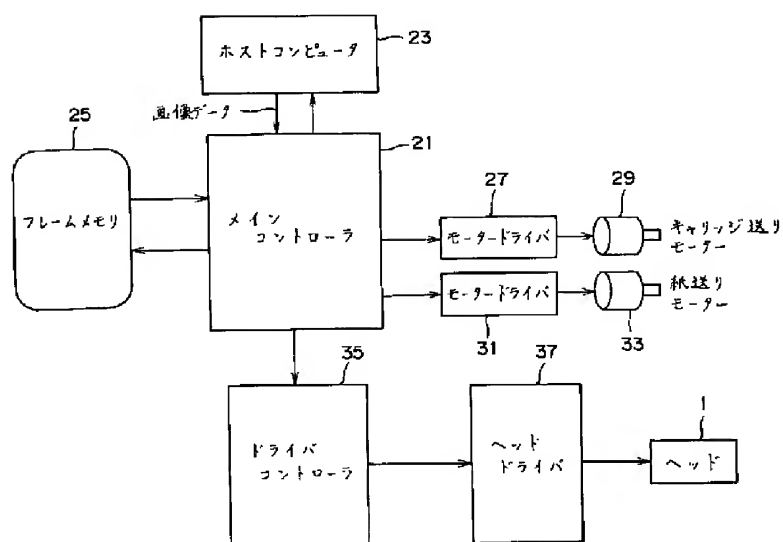 ホストコンピュータ
23
画像データ
25
21
フレームメモリ
メイン
コントローラ
27
モータードライバ
29
キャリッジ送り
モーター
モータードライバ
31
紙送り
モーター
33
35
ドライバ
コントローラ
37
ヘッド
ドライバ
1
ヘッド